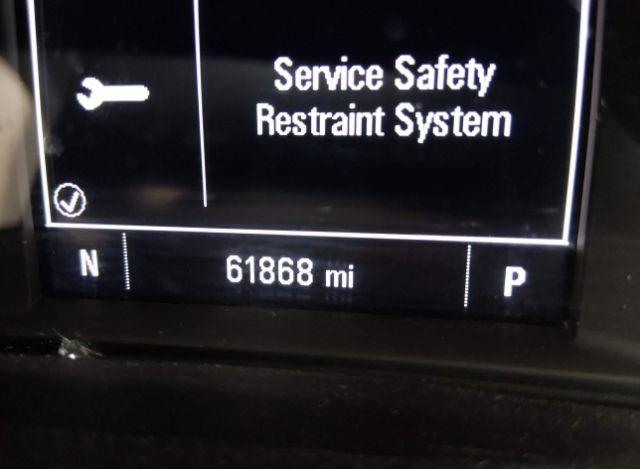 Service Safety
Restraint System
N 61868 mi P